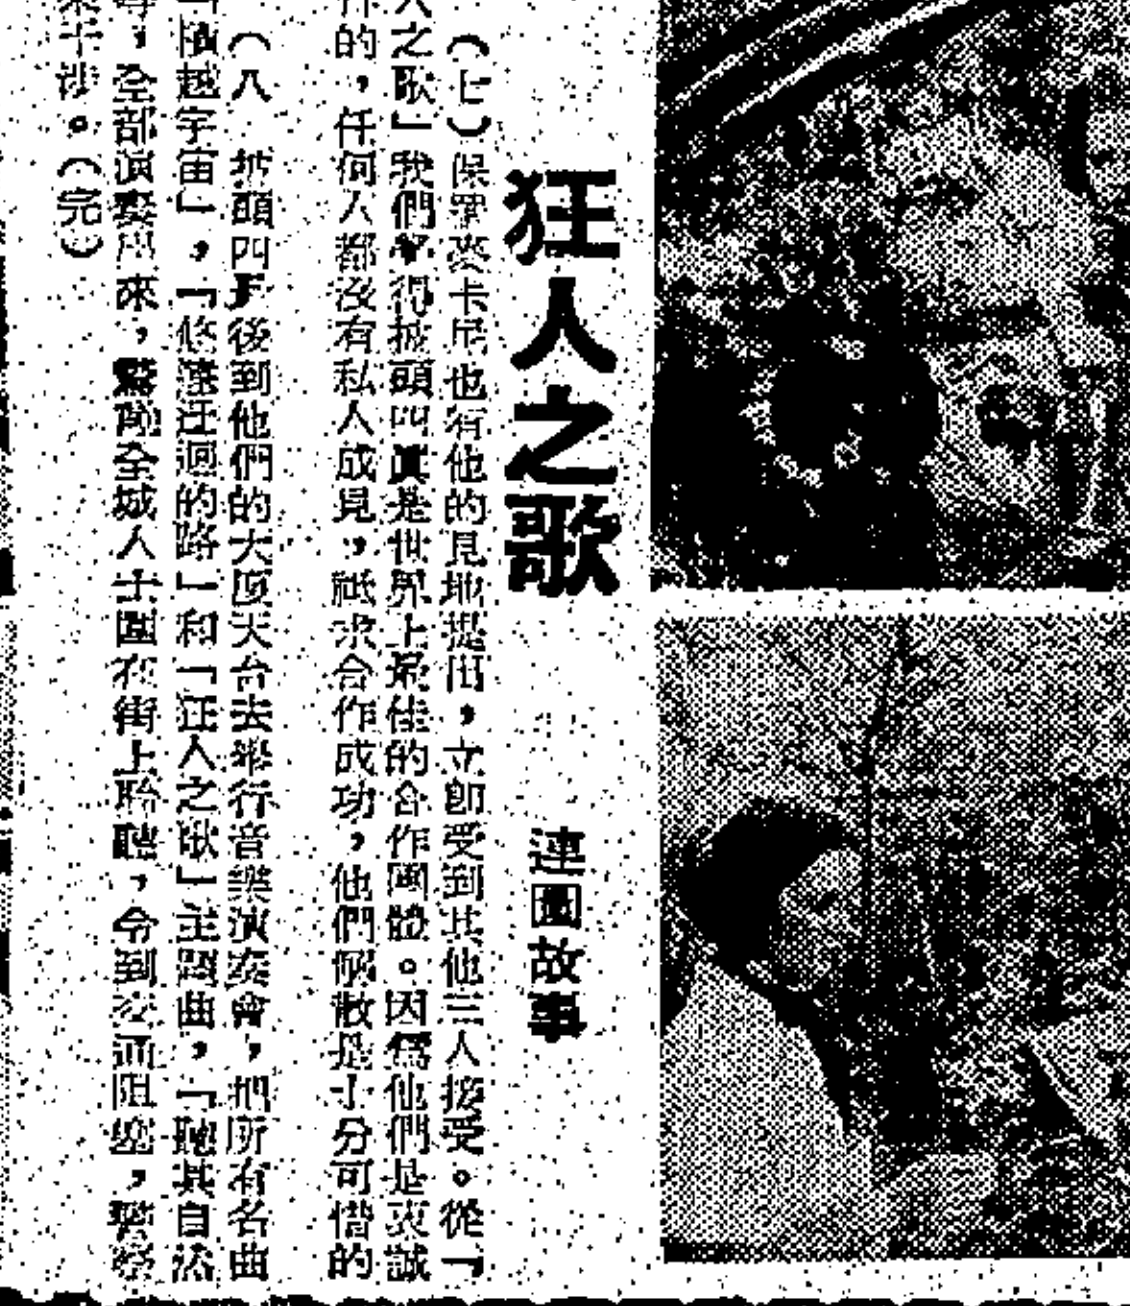 狂人之歌
連圖故事
(七)保羅麥卡尼也有他的見地提出，立即受到其他三人接受。從「
人之歌」我們覺得披頭四眞是世界上最佳的合作團體。因爲他們是衷誠
作的，任何人都沒有私人成見，祇求合作成功，他們解散是十分可惜的
(八 披頭四 後到他們的大厦天台去舉行音樂演奏會，把所有名曲
「橫越宇宙」，「悠遠迂迴的路」和「狂人之歌」主題曲，「聽其自然
等，全部演奏出來，驚動全城人士圍在街上聆聽，令到交通阻塞，警察
來干涉。(完)